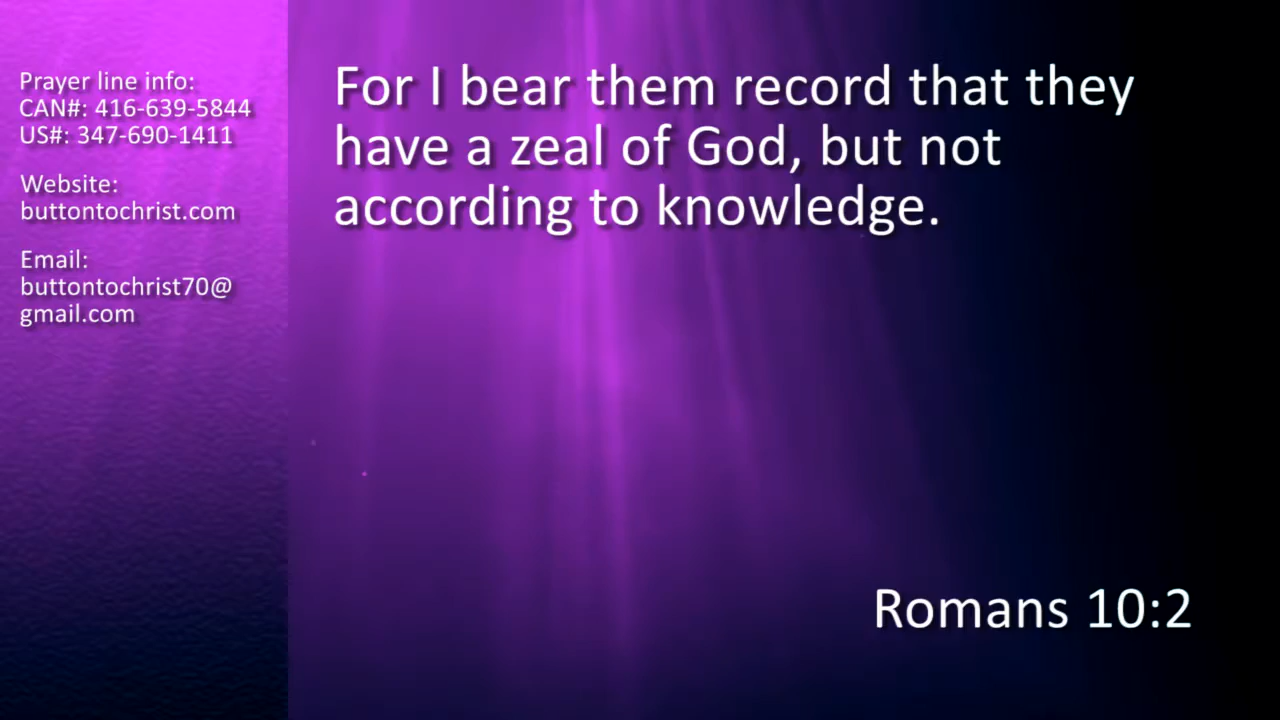 Prayer line info:
CAN#: 416-639-5844
US#: 347-690-1411
Website:
buttontochrist.com
Email:
buttontochrist70@
gmail.com
For I bear them record that they
have a zeal of God, but not
according to knowledge.
Romans 10:2